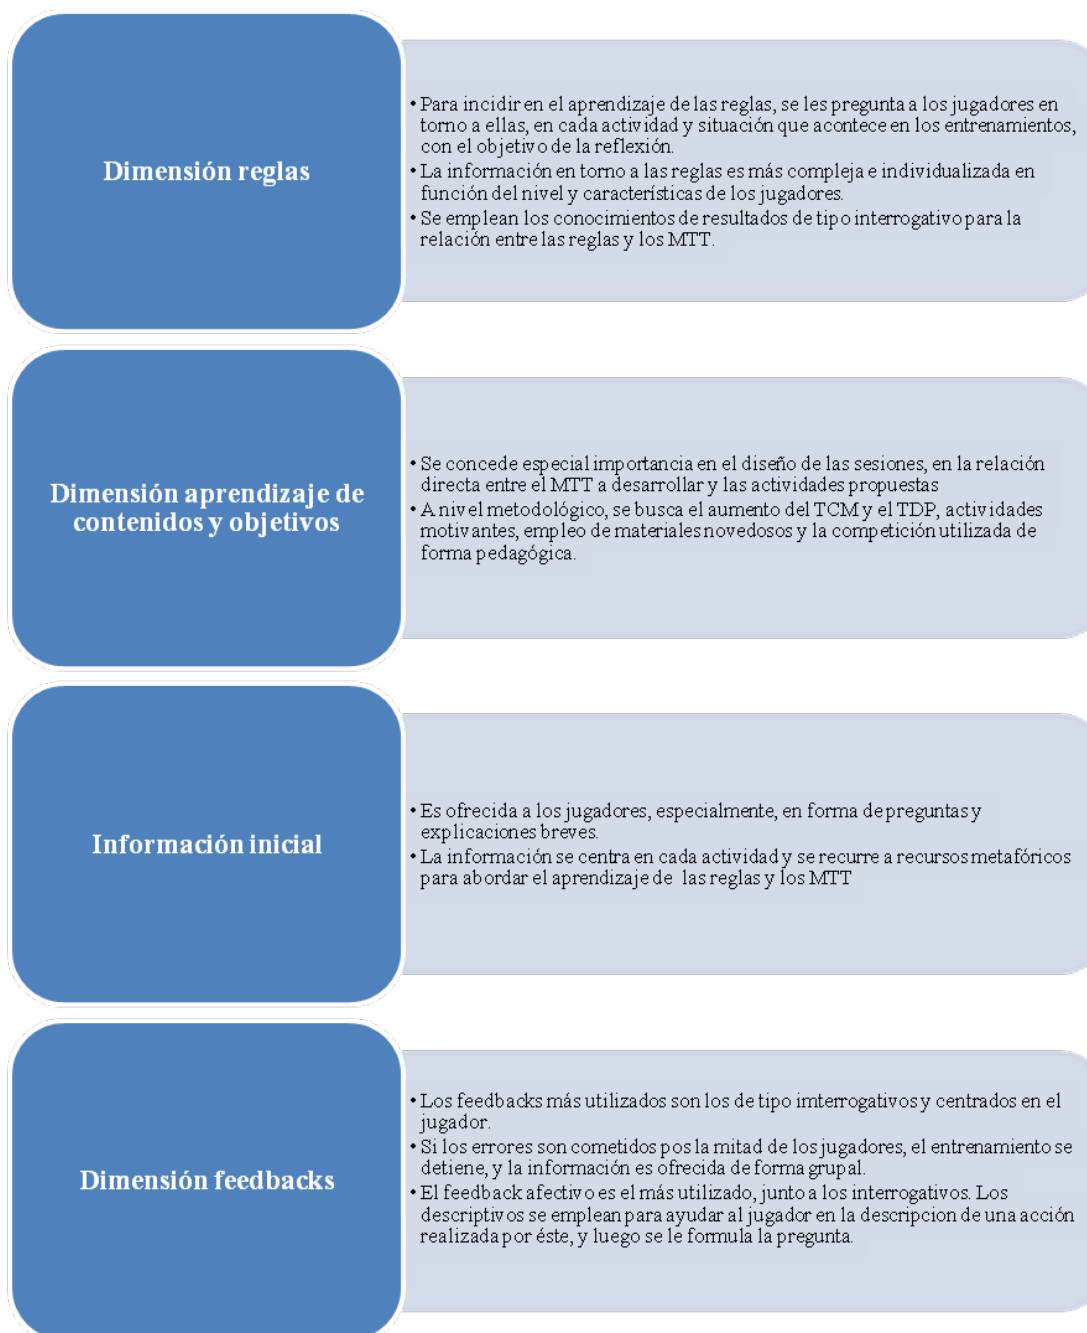 Dimensión reglas
• Para incidir en el aprendizaje de las reglas, se les pregunta a los jugadores en
torno a ellas, en cada actividad y situación que acontece en los entrenamientos,
con el objetivo de la reflexión.
• La información en torno a las reglas es más compleja e individualizada en
función del nivel y características de los jugadores.
• Se emplean los conocimientos de resultados de tipo interrogativo para la
relación entre las reglas y los MTT.
Dimensión aprendizaje de
contenidos y objetivos
• Se concede especial importancia en el diseño de las sesiones, en la relación
directa entre el MTT a desarrollar y las actividades propuestas
• A nivel metodológico, se busca el aumento del TCM y el TDP, actividades
motivantes, empleo de materiales novedosos y la competición utilizada de
forma pedagógica.
Información inicial
• Es ofrecida a los jugadores, especialmente, en forma de preguntas y
explicaciones breves.
• La información se centra en cada actividad y se recurre a recursos metafóricos
para abordar el aprendizaje de las reglas y los MTT
Dimensión feedbacks
• Los feedbacks más utilizados son los de tipo imterrogativos y centrados en el
jugador.
• Si los errores son cometidos pos la mitad de los jugadores, el entrenamiento se
detiene, y la información es ofrecida de forma grupal.
• El feedback afectivo es el más utilizado, junto a los interrogativos. Los
descriptivos se emplean para ayudar al jugador en la descripcion de una acción
realizada por éste, y luego se le formula la pregunta.